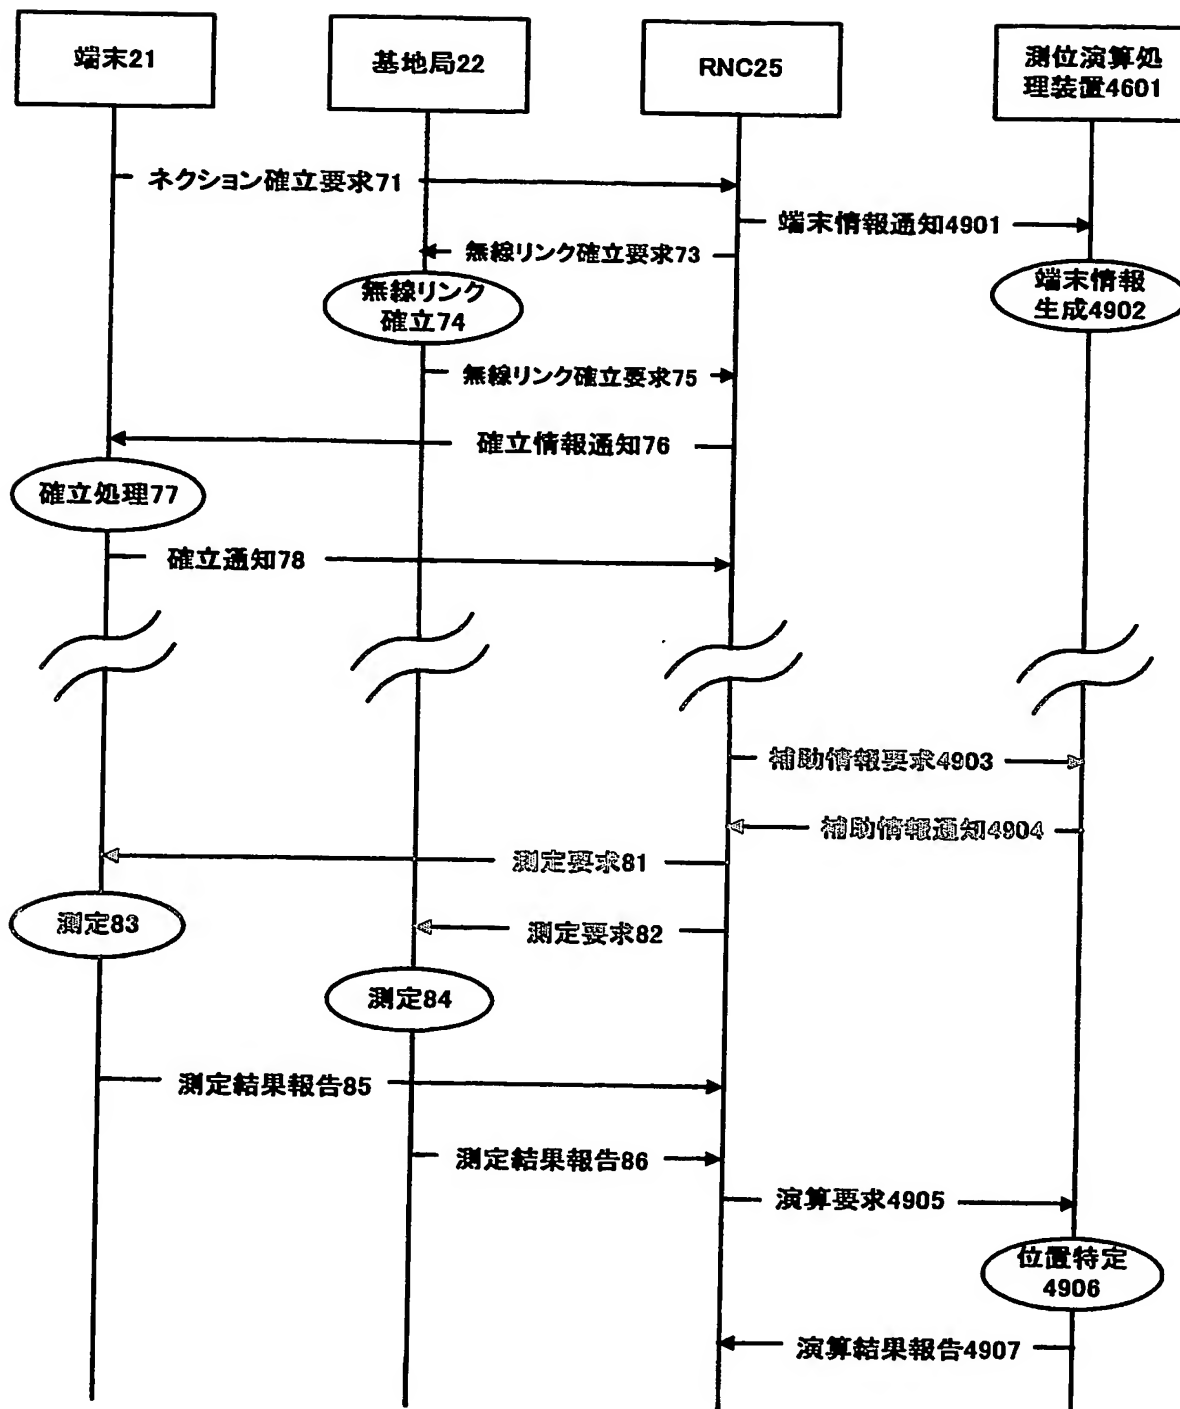 端末21
基地局22
RNC25
測位演算処
理装置4601
ネクション確立要求71
端末情報通知4901
無線リンク確立要求73
無線リンク
確立74
端末情報
生成4902
無線リンク確立要求75
確立情報通知76
確立処理77
確立通知78
補助情報要求4903
補助情報通知4904
測定要求81
測定83
測定要求82
測定84
測定結果報告85
測定結果報告86
演算要求4905
位置特定
4906
演算結果報告4907